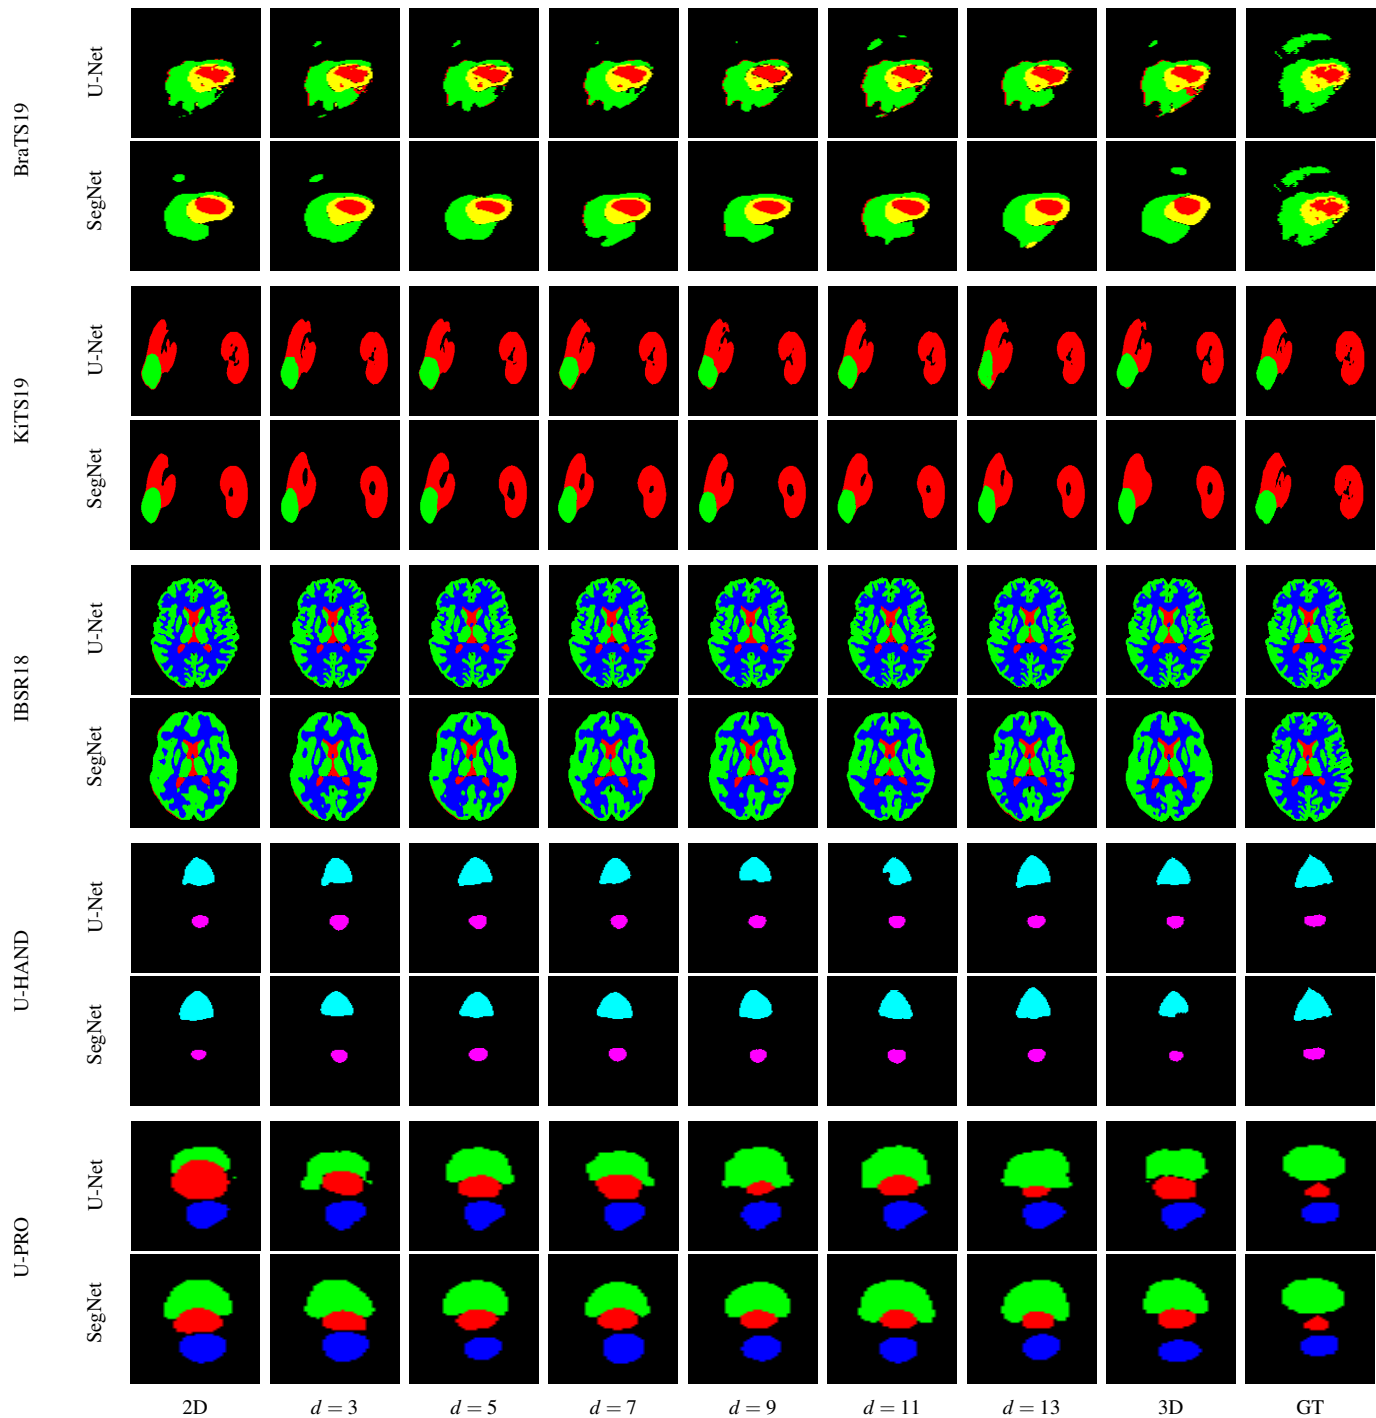 BraTS19
U-Net
SegNet
KiTS19
U-Net
SegNet
IBSR18
U-Net
SegNet
U-HAND
U-Net
SegNet
U-PRO
U-Net
SegNet
2D d = 3 d = 5 d = 7 d = 9 d = 11 d = 13 3D GT